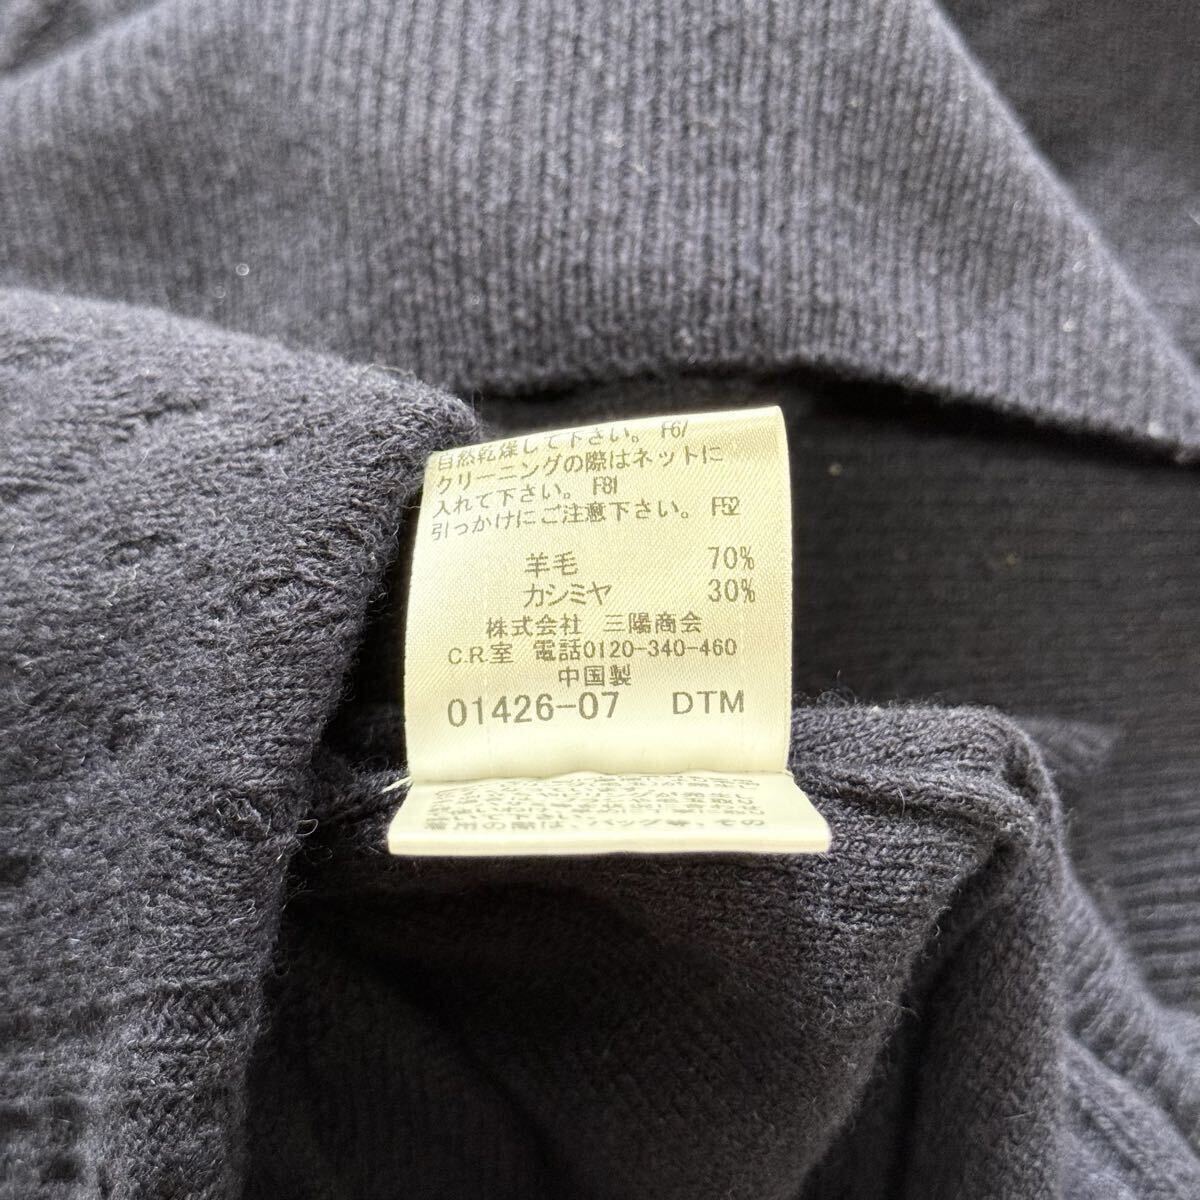 自然乾燥して下さい。 F67
クリーニングの際はネットに
入れて下さい。 F81
引っかけにご注意下さい。 F52
羊毛 70%
カシミヤ 30%
株式会社 三陽商会
C.R.室 電話0120-340-460
中国製
01426-07 DTM